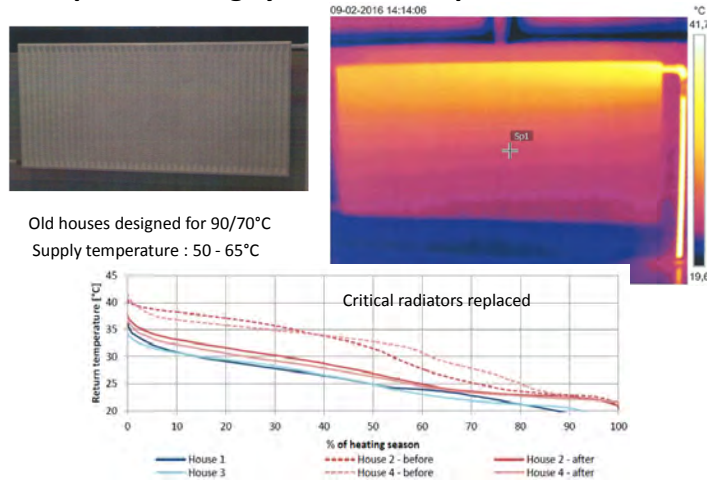 09-02-2016 14:14:06
°C
41,7
Sp1
19,6
Old houses designed for 90/70°C
Supply temperature : 50 - 65°C
Critical radiators replaced
Return temperature [°C]
45
40
35
30
25
20
0
10
20
30
40
50
60
70
80
90
100
% of heating season
House 1
House 2 - before
House 2 - after
House 3
House 4 - before
House 4 - after